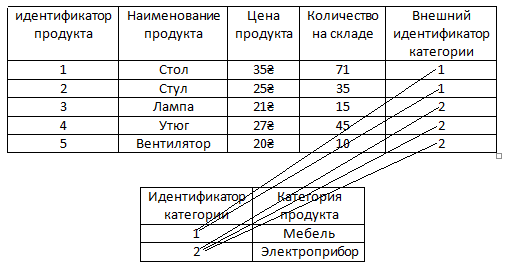 идентификатор продукта Наименование продукта Цена продукта Количество на складе Внешний идентификатор категории
1 Стол 35₴ 71 1
2 Стул 25₴ 35 1
3 Лампа 21₴ 15 2
4 Утюг 27₴ 45 2
5 Вентилятор 20₴ 10 2
Идентификатор категории Категория продукта
1 Мебель
2 Электроприбор